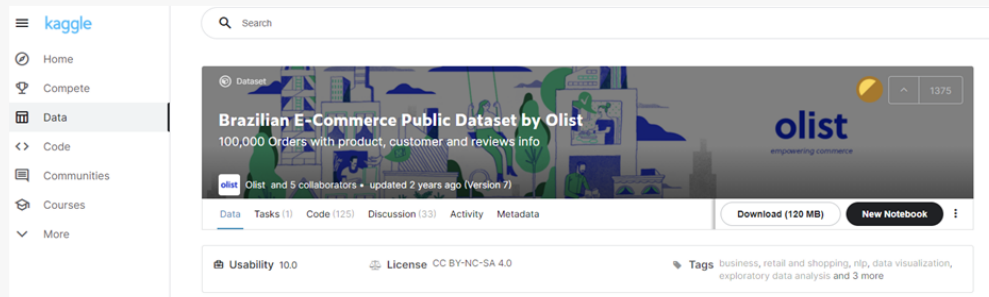 kaggle
Search
Home
Compete
Data
Code
Communities
Courses
More
Dataset
1375
Brazilian E-Commerce Public Dataset by Olist
100,000 Orders with product, customer and reviews info
olist
empowering commerce
olist Olist and 5 collaborators • updated 2 years ago (Version 7)
Data Tasks (1) Code (125) Discussion (33) Activity Metadata Download (120 MB) New Notebook
Usability 10.0 License CC BY-NC-SA 4.0 Tags business, retail and shopping, nlp, data visualization,
exploratory data analysis and 3 more